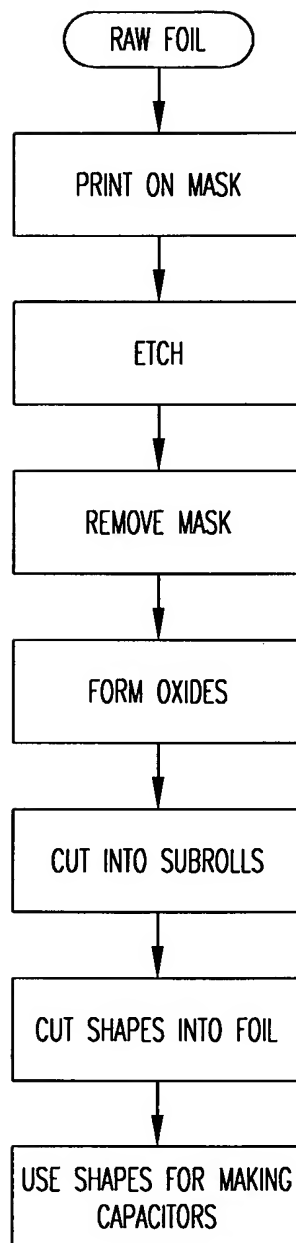 RAW FOIL
PRINT ON MASK
ETCH
REMOVE MASK
FORM OXIDES
CUT INTO SUBROLLS
CUT SHAPES INTO FOIL
USE SHAPES FOR MAKING
CAPACITORS